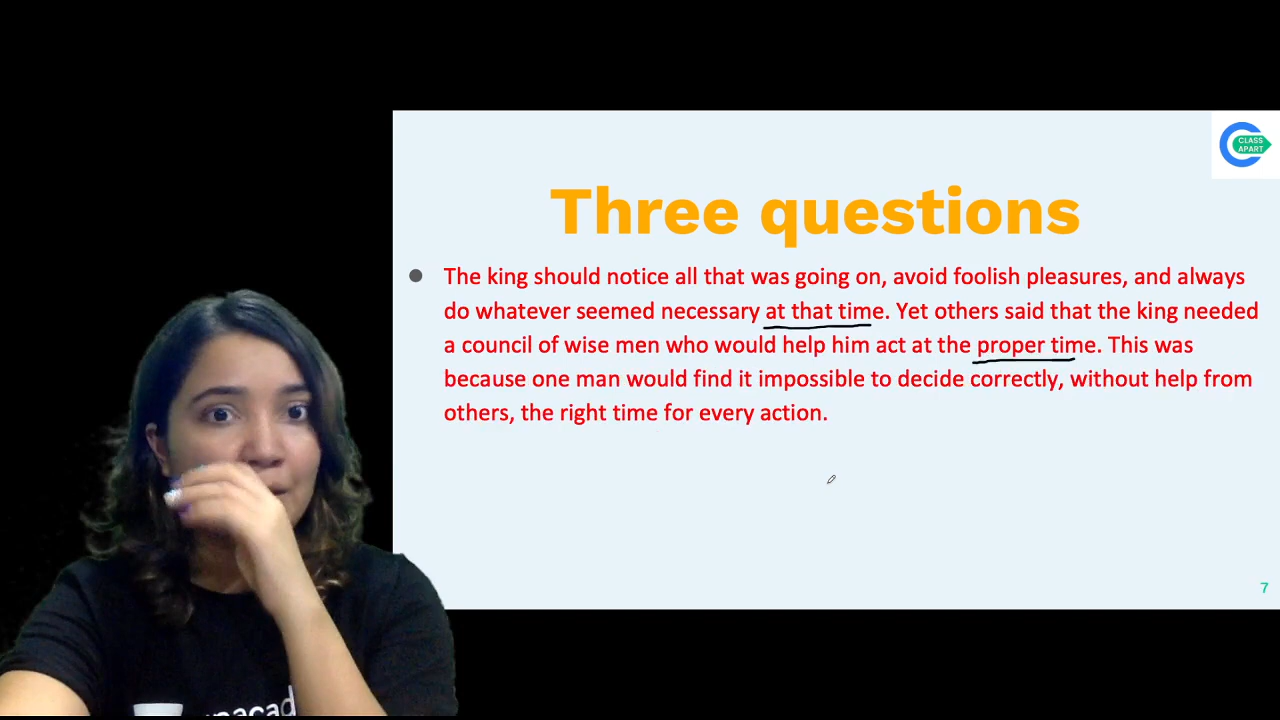 CLASS
APART
Three questions
The king should notice all that was going on, avoid foolish pleasures, and always
do whatever seemed necessary at that time. Yet others said that the king needed
a council of wise men who would help him act at the proper time. This was
because one man would find it impossible to decide correctly, without help from
others, the right time for every action.
7